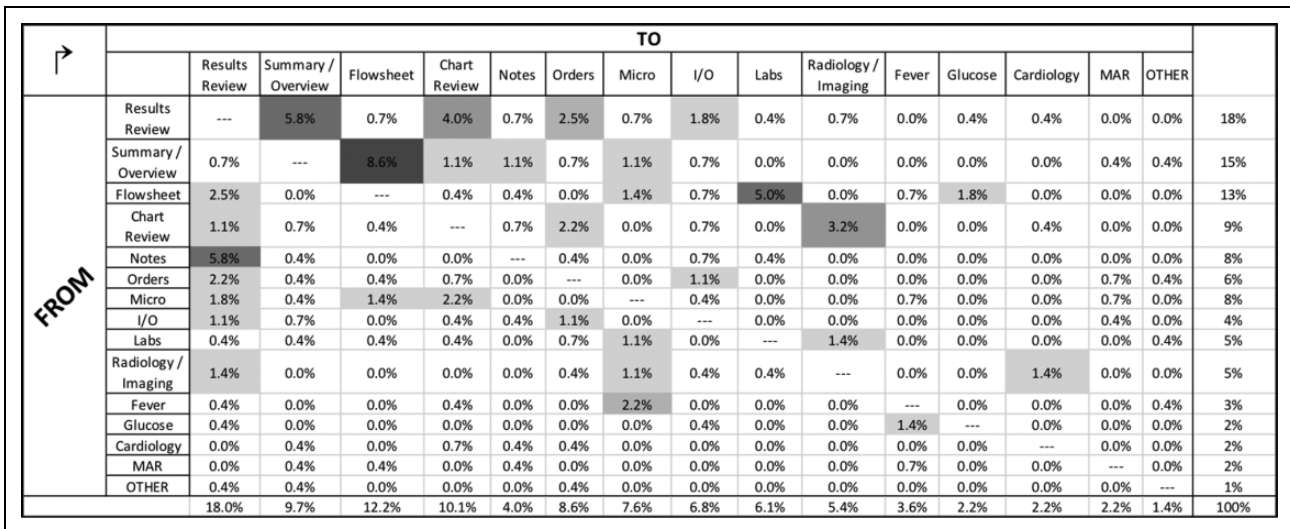 TO
Results Review Summary / Overview Flowsheet Chart Review Notes Orders Micro I/O Labs Radiology / Imaging Fever Glucose Cardiology MAR OTHER
FROM
Results Review --- 5.8% 0.7% 4.0% 0.7% 2.5% 0.7% 1.8% 0.4% 0.7% 0.0% 0.4% 0.4% 0.0% 0.0% 18%
Summary / Overview 0.7% --- 8.6% 1.1% 1.1% 0.7% 1.1% 0.7% 0.0% 0.0% 0.0% 0.0% 0.0% 0.4% 0.4% 15%
Flowsheet 2.5% 0.0% --- 0.4% 0.4% 0.0% 1.4% 0.7% 5.0% 0.0% 0.7% 1.8% 0.0% 0.0% 0.0% 13%
Chart Review 1.1% 0.7% 0.4% --- 0.7% 2.2% 0.0% 0.7% 0.0% 3.2% 0.0% 0.0% 0.4% 0.0% 0.0% 9%
Notes 5.8% 0.4% 0.0% 0.0% --- 0.4% 0.0% 0.7% 0.4% 0.0% 0.0% 0.0% 0.0% 0.0% 0.0% 8%
Orders 2.2% 0.4% 0.4% 0.7% 0.0% --- 0.0% 1.1% 0.0% 0.0% 0.0% 0.0% 0.0% 0.7% 0.4% 6%
Micro 1.8% 0.4% 1.4% 2.2% 0.0% 0.0% --- 0.4% 0.0% 0.0% 0.7% 0.0% 0.0% 0.7% 0.0% 8%
I/O 1.1% 0.7% 0.0% 0.4% 0.4% 1.1% 0.0% --- 0.0% 0.0% 0.0% 0.0% 0.0% 0.4% 0.0% 4%
Labs 0.4% 0.4% 0.4% 0.4% 0.0% 0.7% 1.1% 0.0% --- 1.4% 0.0% 0.0% 0.0% 0.0% 0.4% 5%
Radiology / Imaging 1.4% 0.0% 0.0% 0.0% 0.0% 0.4% 1.1% 0.4% 0.4% --- 0.0% 0.0% 1.4% 0.0% 0.0% 5%
Fever 0.4% 0.0% 0.0% 0.4% 0.0% 0.0% 2.2% 0.0% 0.0% 0.0% --- 0.0% 0.0% 0.0% 0.4% 3%
Glucose 0.4% 0.0% 0.0% 0.0% 0.0% 0.0% 0.0% 0.4% 0.0% 0.0% 1.4% --- 0.0% 0.0% 0.0% 2%
Cardiology 0.0% 0.4% 0.0% 0.7% 0.4% 0.4% 0.0% 0.0% 0.0% 0.0% 0.0% 0.0% --- 0.0% 0.0% 2%
MAR 0.0% 0.4% 0.4% 0.0% 0.4% 0.0% 0.0% 0.0% 0.0% 0.0% 0.7% 0.0% 0.0% --- 0.0% 2%
OTHER 0.4% 0.4% 0.0% 0.0% 0.0% 0.4% 0.0% 0.0% 0.0% 0.0% 0.0% 0.0% 0.0% 0.0% --- 1%
18.0% 9.7% 12.2% 10.1% 4.0% 8.6% 7.6% 6.8% 6.1% 5.4% 3.6% 2.2% 2.2% 2.2% 1.4% 100%